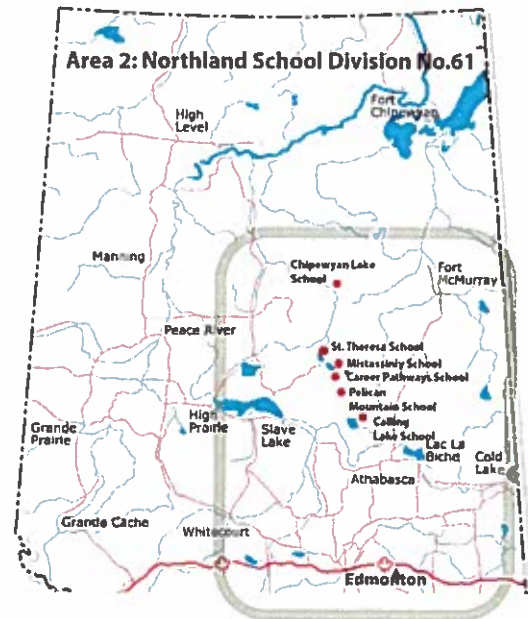 Area 2: Northland School Division No.61
High
Level
Fort
Chipewyan
Manning
Chipewyan Lake
School
Fort
McMurray
Peace River
St. Theresa School
Mistassiniy School
Career Pathways School
Pelican
Mountain School
Calling
Lake School
High
Prairie
Slave
Lake
Grande
Prairie
Lac La
Biche
Cold
Lake
Athabasca
Grande Cache
Whitecourt
Edmonton